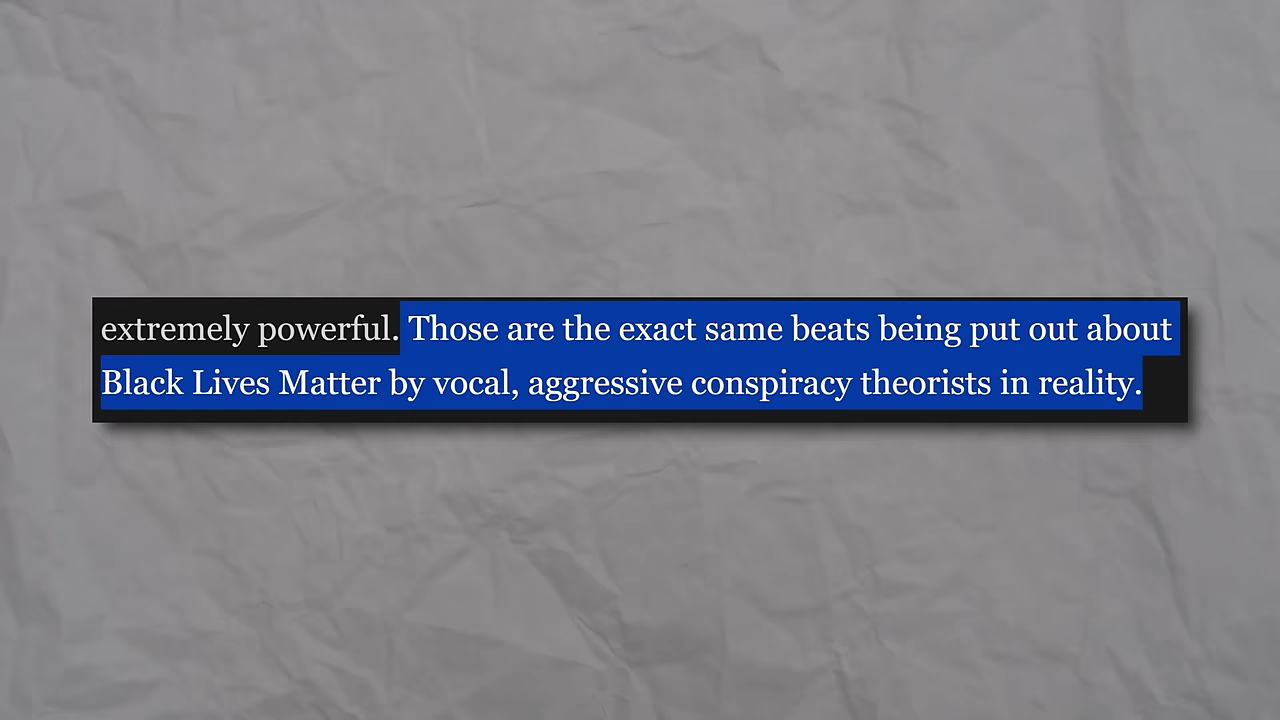 extremely powerful. Those are the exact same beats being put out about
Black Lives Matter by vocal, aggressive conspiracy theorists in reality.